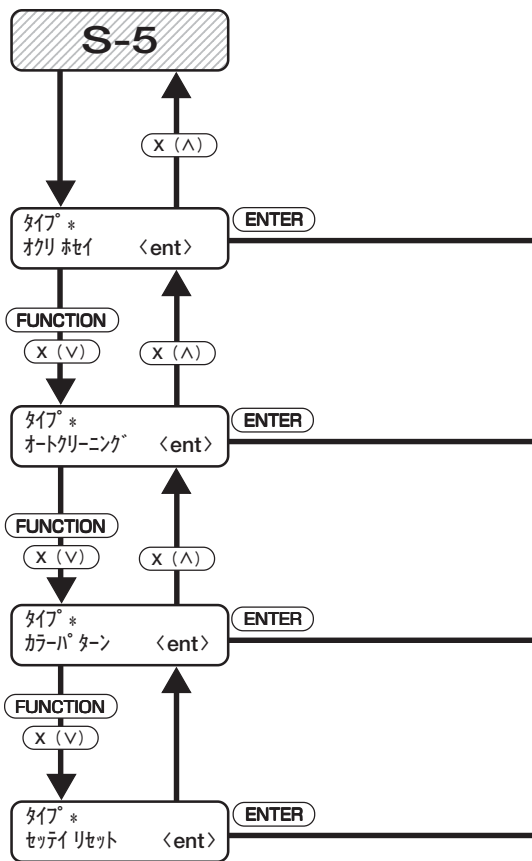 S-5
X (∧)
ﾀｲﾌﾟ *
ｵｸﾘ ﾎｾｲ <ent>
ENTER
FUNCTION
X (∨)
X (∧)
ﾀｲﾌﾟ *
ｵｰﾄｸﾘｰﾆﾝｸﾞ <ent>
ENTER
FUNCTION
X (∨)
X (∧)
ﾀｲﾌﾟ *
ｶﾗｰﾊﾟﾀｰﾝ <ent>
ENTER
FUNCTION
X (∨)
ﾀｲﾌﾟ *
ｾｯﾃｲ ﾘｾｯﾄ <ent>
ENTER